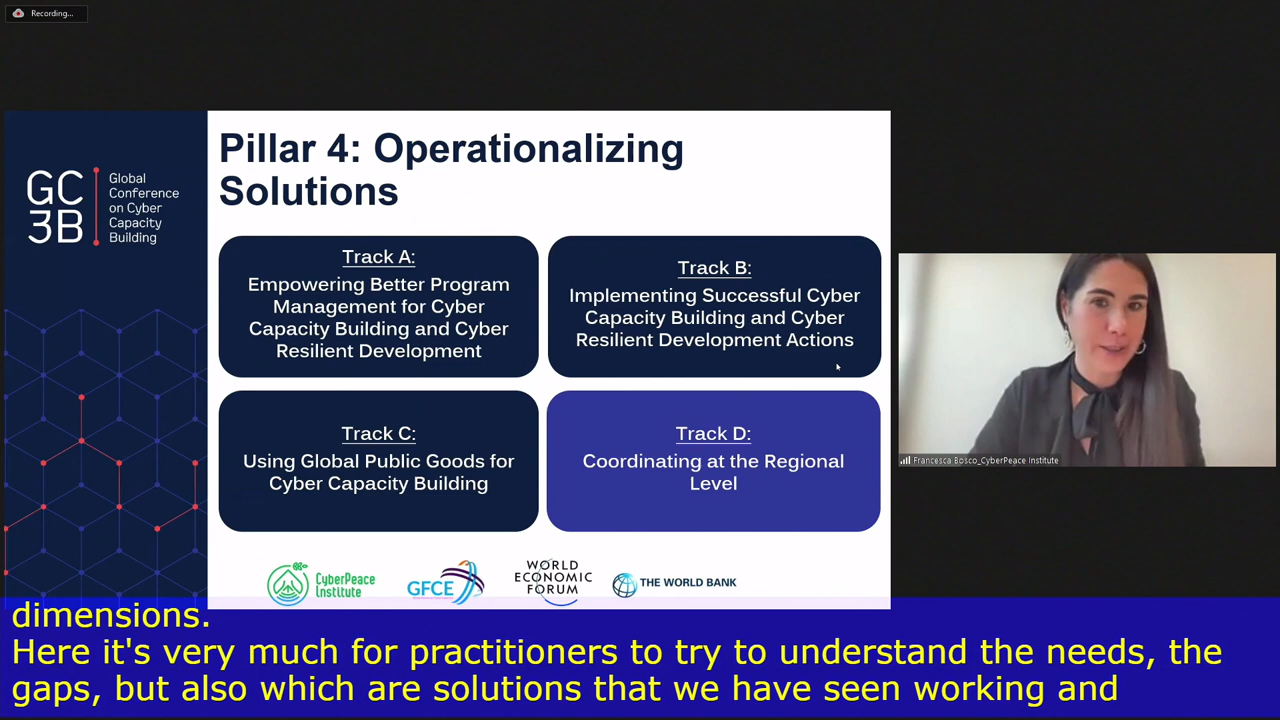 Recording...
GC
3B
Global
Conference
on Cyber
Capacity
Building
Pillar 4: Operationalizing
Solutions
Track A:
Empowering Better Program
Management for Cyber
Capacity Building and Cyber
Resilient Development
Track B:
Implementing Successful Cyber
Capacity Building and Cyber
Resilient Development Actions
Track C:
Using Global Public Goods for
Cyber Capacity Building
Track D:
Coordinating at the Regional
Level
CyberPeace
Institute
GFCE
WORLD
ECONOMIC
FORUM
THE WORLD BANK
Francesca Bosco_CyberPeace Institute
dimensions.
Here it's very much for practitioners to try to understand the needs, the
gaps, but also which are solutions that we have seen working and